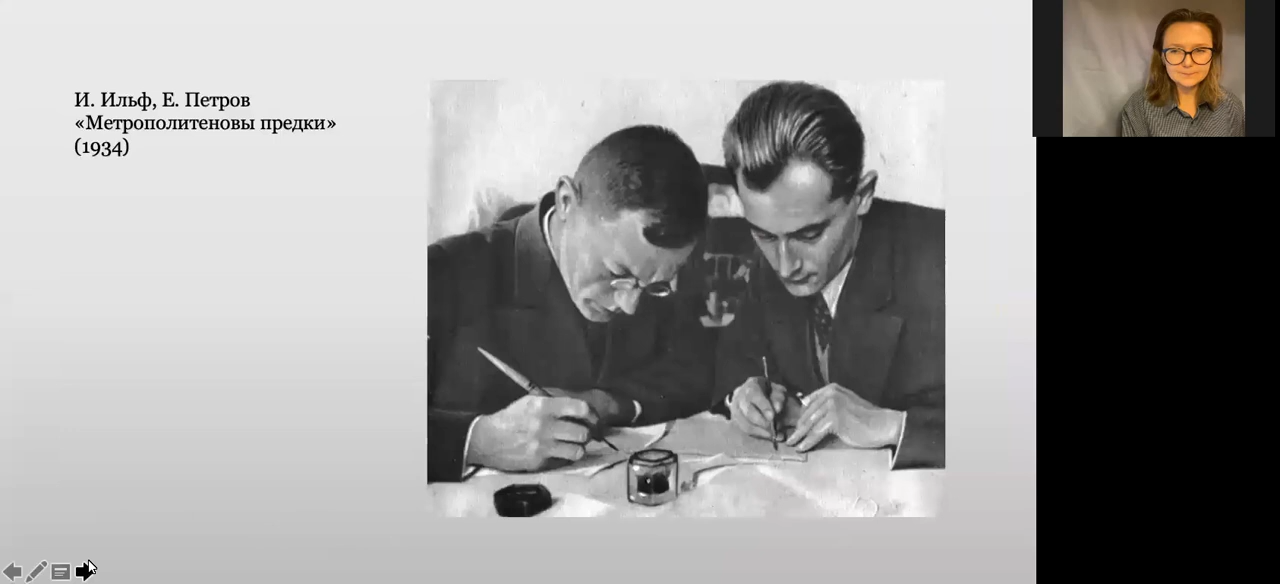 И. Ильф, Е. Петров
«Метрополитеновы предки»
(1934)